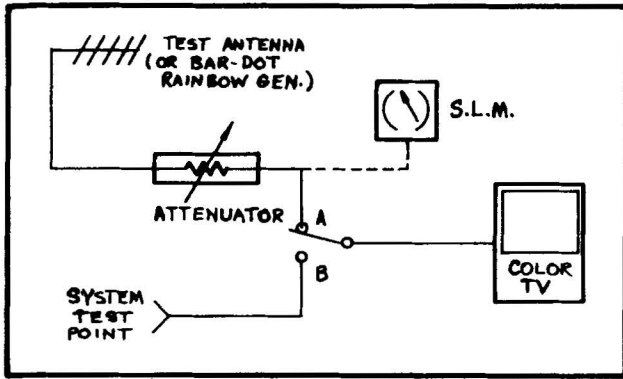 TEST ANTENNA
(OR BAR-DOT
RAINBOW GEN.)
S.L.M.
ATTENUATOR
A
B
COLOR
TV
SYSTEM
TEST
POINT